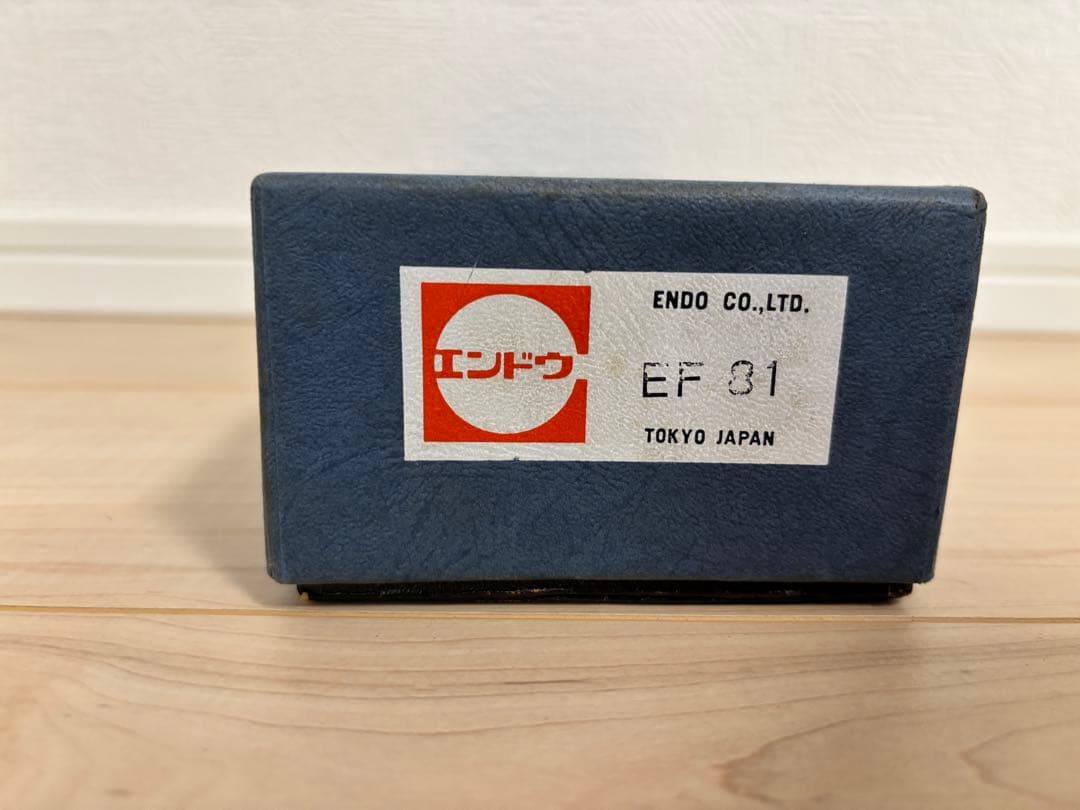 エンドウ
ENDO CO.,LTD.
EF 81
TOKYO JAPAN